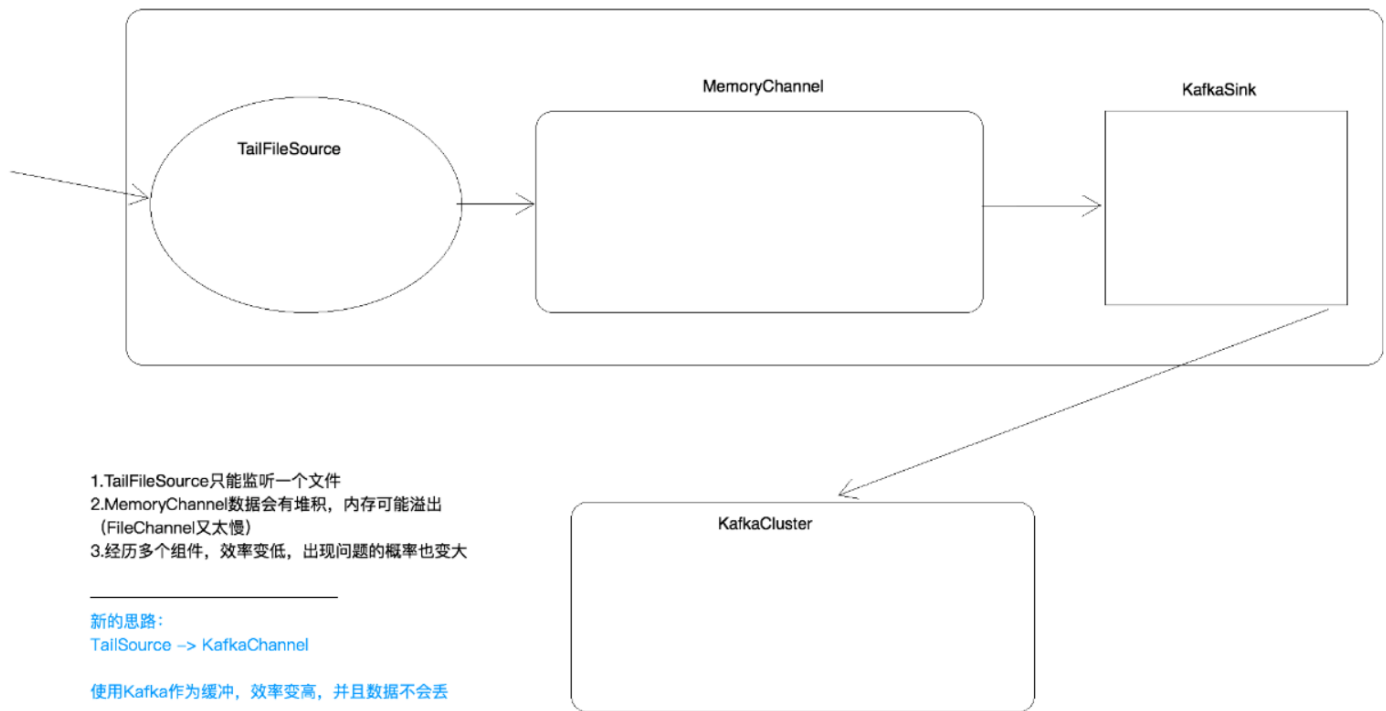 MemoryChannel
KafkaSink
TailFileSource
1.TailFileSource只能监听一个文件
2.MemoryChannel数据会有堆积，内存可能溢出
（FileChannel又太慢）
3.经历多个组件，效率变低，出现问题的概率也变大
KafkaCluster
新的思路：
TailSource –> KafkaChannel
使用Kafka作为缓冲，效率变高，并且数据不会丢